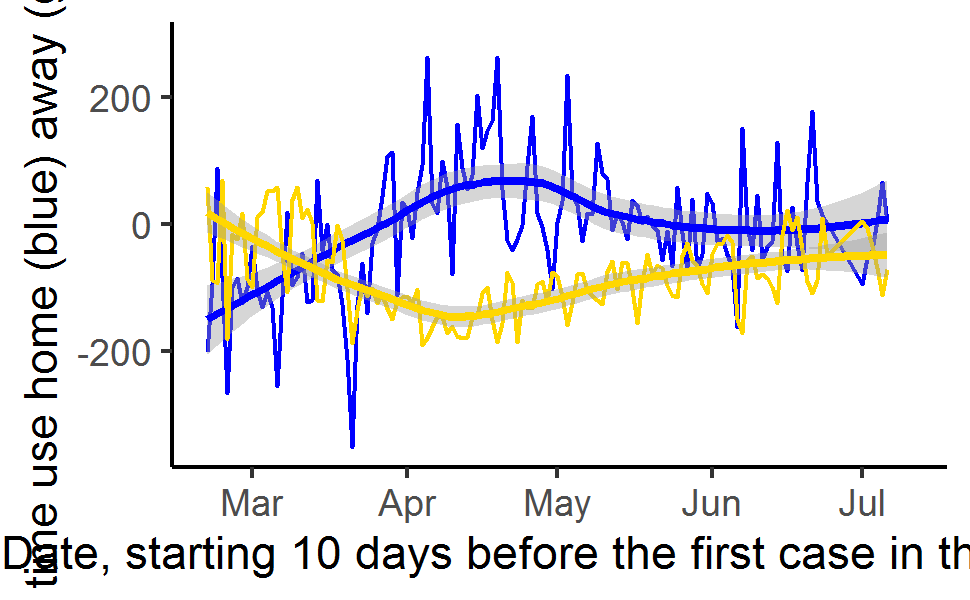 time use home (blue) away (
200
0
-200
Mar Apr May Jun Jul
Date, starting 10 days before the first case in th